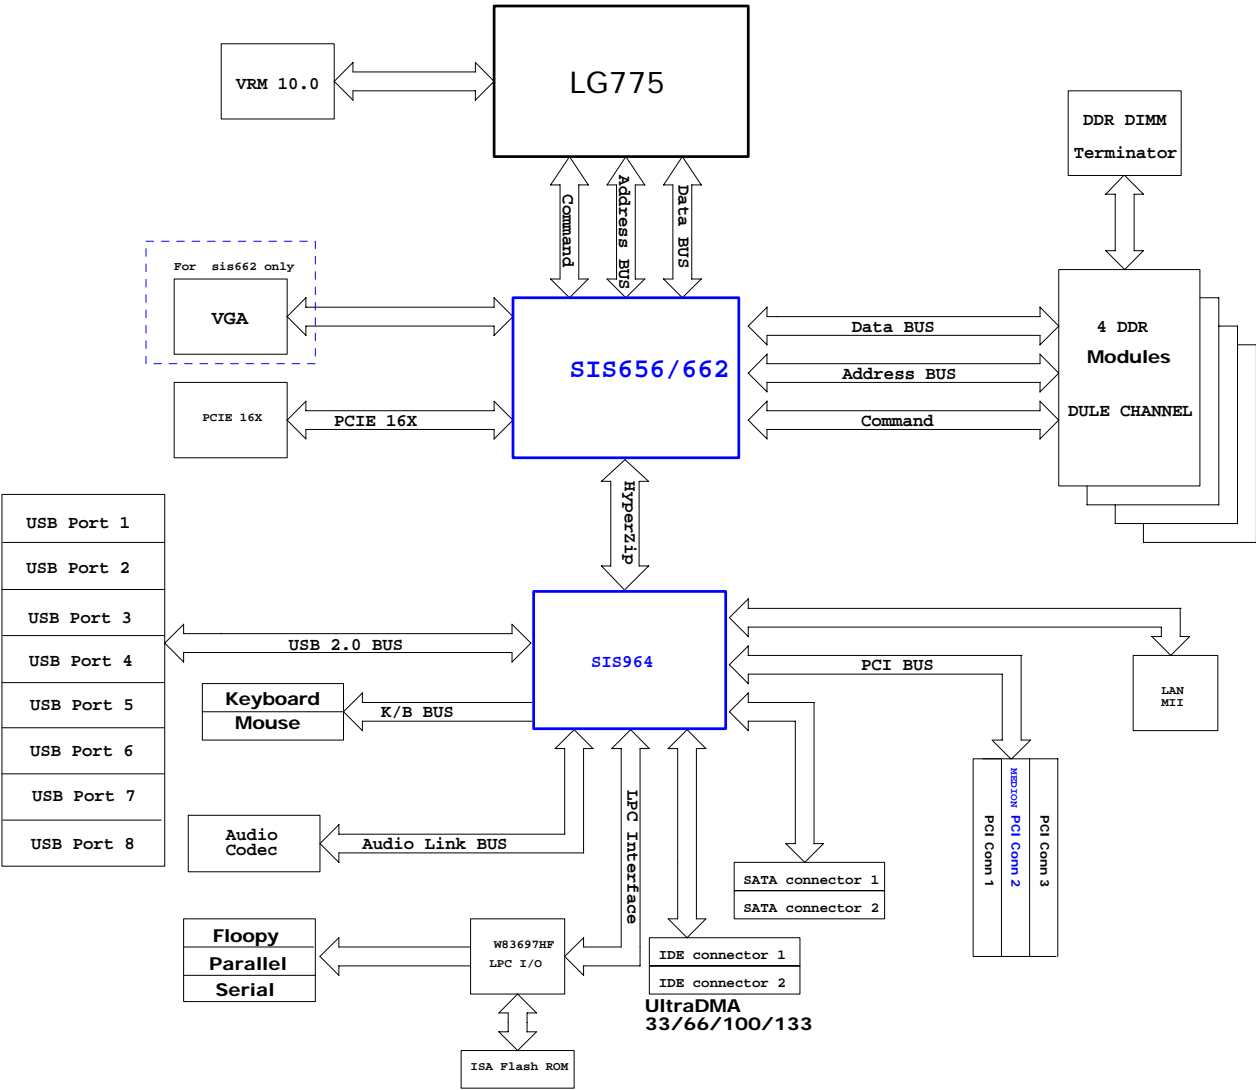 LG775
VRM 10.0
DDR DIMM
Terminator
Command
Address BUS
Data BUS
For sis662 only
VGA
SIS656/662
Data BUS
Address BUS
Command
4 DDR
Modules
DULE CHANNEL
PCIE 16X
PCIE 16X
HyperZip
USB Port 1
USB Port 2
USB Port 3
USB Port 4
USB Port 5
USB Port 6
USB Port 7
USB Port 8
USB 2.0 BUS
SIS964
PCI BUS
LAN
MII
Keyboard
Mouse
K/B BUS
Audio
Codec
Audio Link BUS
LPC Interface
SATA connector 1
SATA connector 2
PCI Conn 1
MEDION PCI Conn 2
PCI Conn 3
Floopy
Parallel
Serial
W83697HF
LPC I/O
IDE connector 1
IDE connector 2
UltraDMA
33/66/100/133
ISA Flash ROM